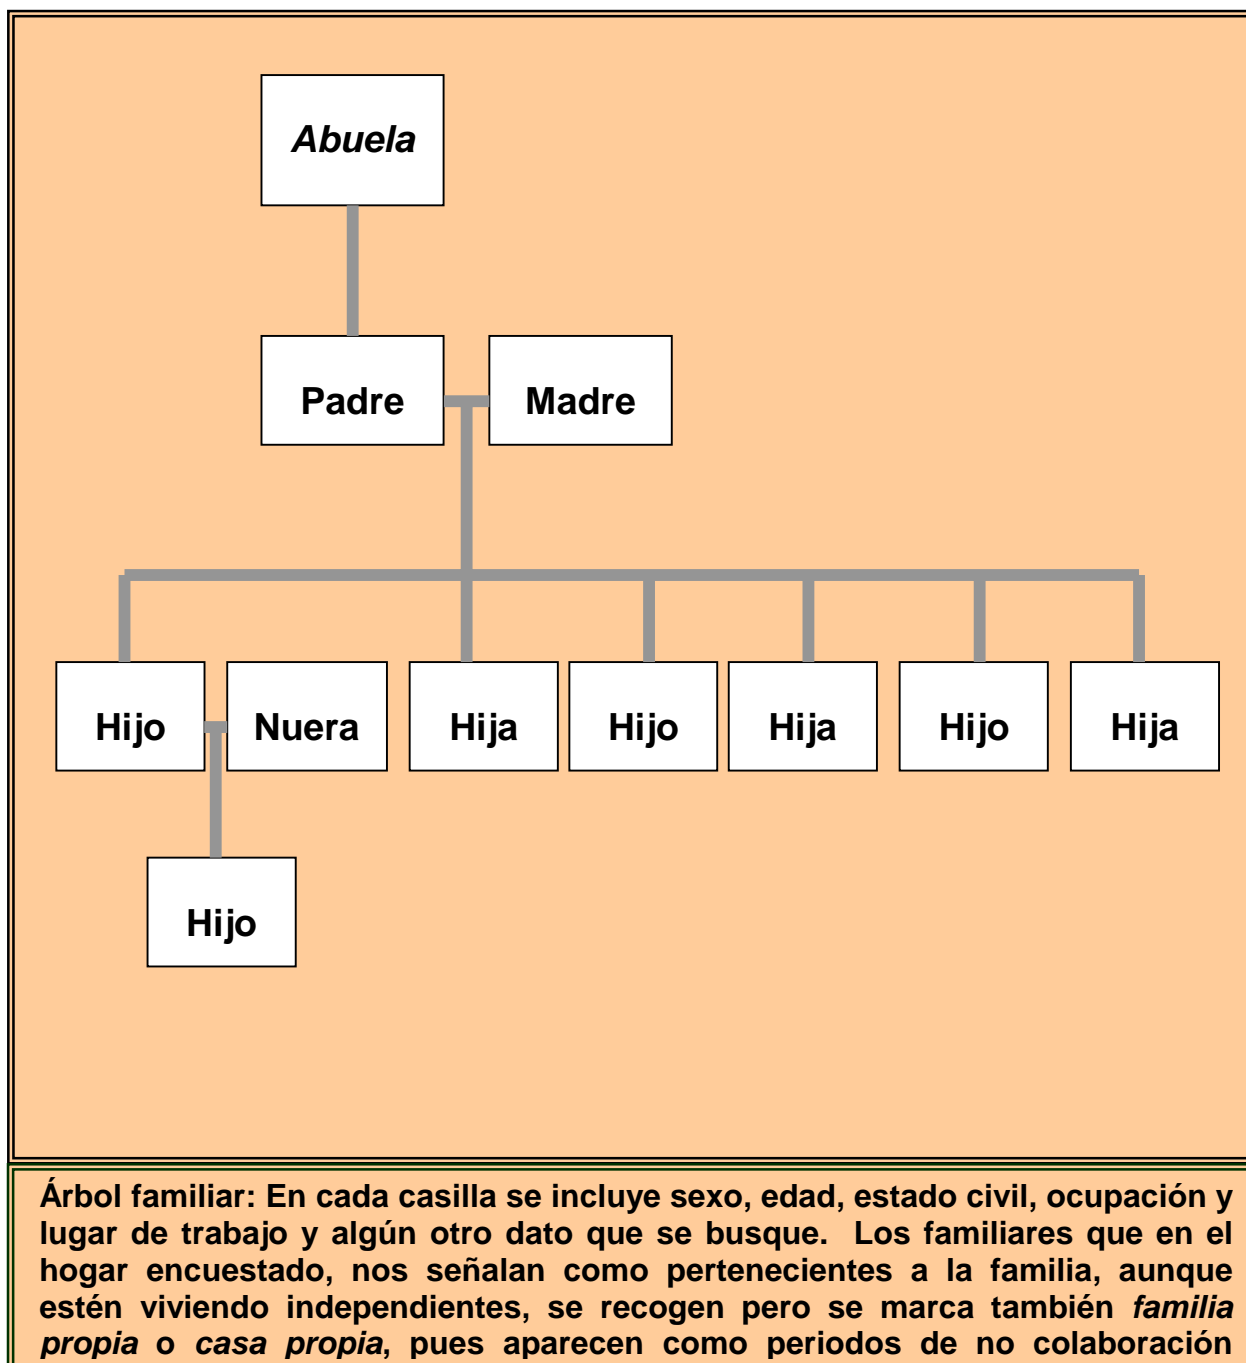 Abuela
Padre Madre
Hijo Nuera Hija Hijo Hija Hijo Hija
Hijo
Árbol familiar: En cada casilla se incluye sexo, edad, estado civil, ocupación y
lugar de trabajo y algún otro dato que se busque. Los familiares que en el
hogar encuestado, nos señalan como pertenecientes a la familia, aunque
estén viviendo independientes, se recogen pero se marca también familia
propia o casa propia, pues aparecen como periodos de no colaboración